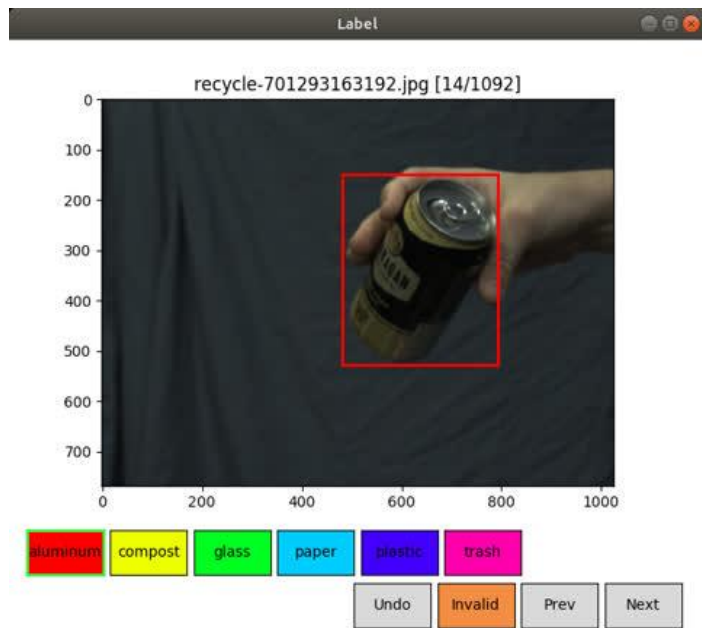 Label
recycle-701293163192.jpg [14/1092]
0
100
200
300
400
500
600
700
0 200 400 600 800 1000
aluminum compost glass paper plastic trash
Undo Invalid Prev Next